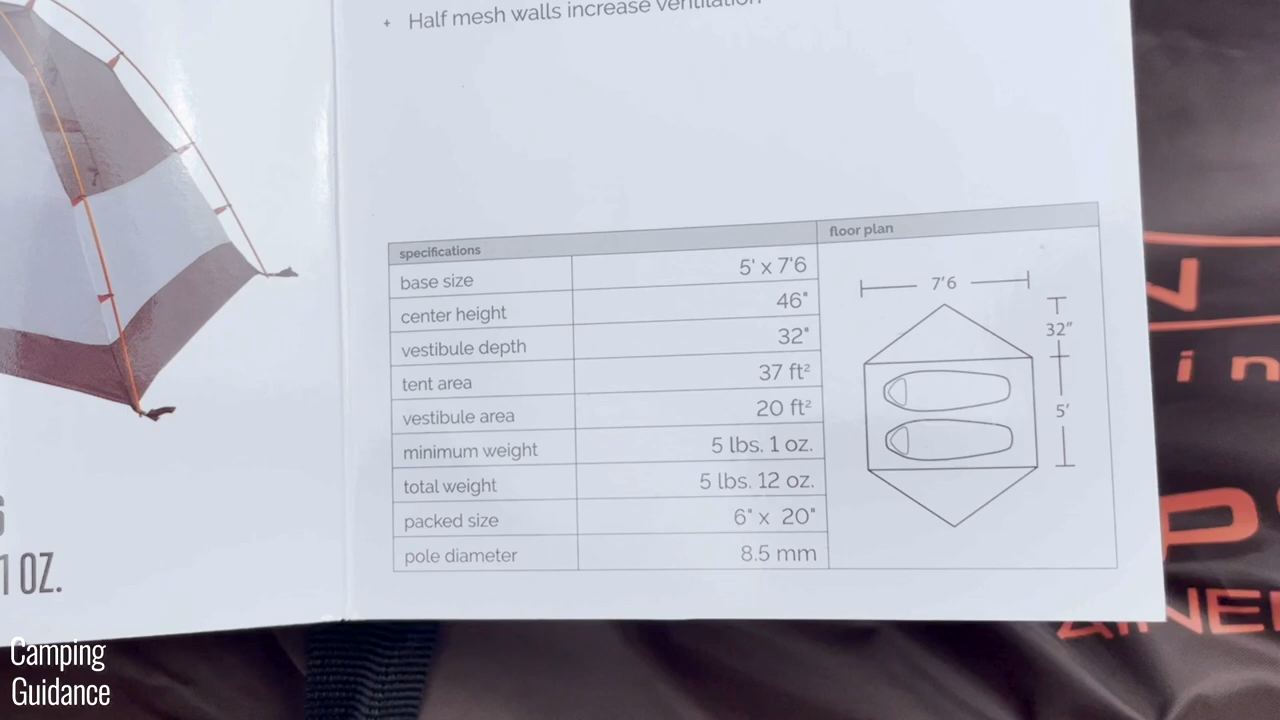 + Half mesh walls increase ventilation
specifications
base size 5' x 7'6
center height 46"
vestibule depth 32"
tent area 37 ft²
vestibule area 20 ft²
minimum weight 5 lbs. 1 oz.
total weight 5 lbs. 12 oz.
packed size 6" x 20"
pole diameter 8.5 mm
floor plan
7'6
32"
5'
1 OZ.
Camping
Guidance